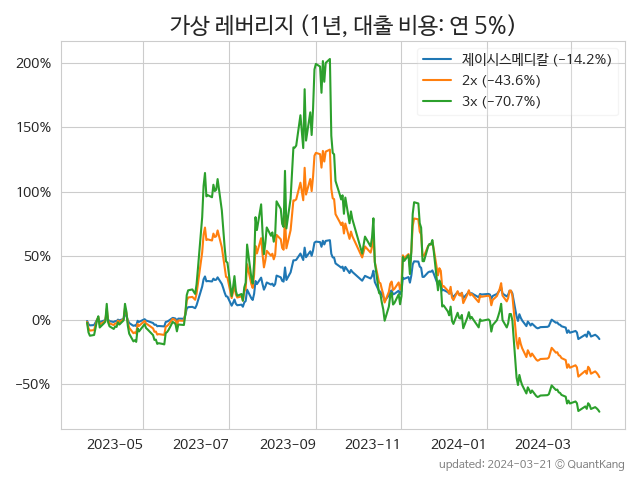 가상 레버리지 (1년, 대출 비용: 연 5%)
제이시스메디칼 (−14.2%)
2x (−43.6%)
3x (−70.7%)
200%
150%
100%
50%
0%
−50%
2023-05 2023-07 2023-09 2023-11 2024-01 2024-03
updated: 2024-03-21 © QuantKang